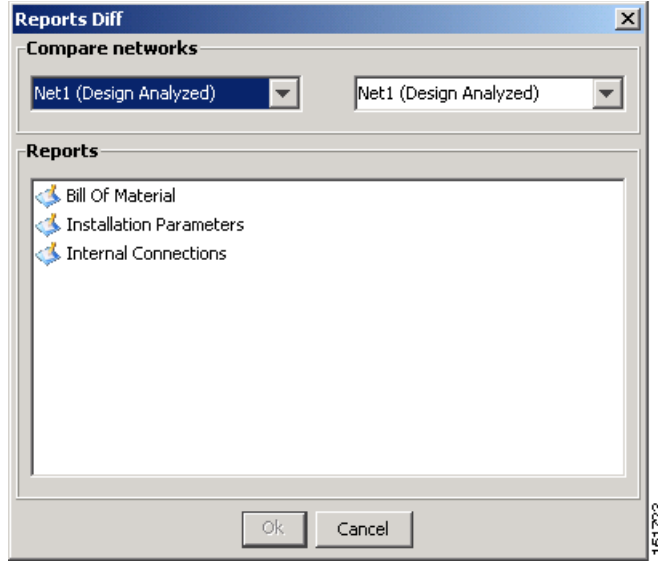 Reports Diff
Compare networks
Net1 (Design Analyzed)
Net1 (Design Analyzed)
Reports
Bill Of Material
Installation Parameters
Internal Connections
Ok
Cancel